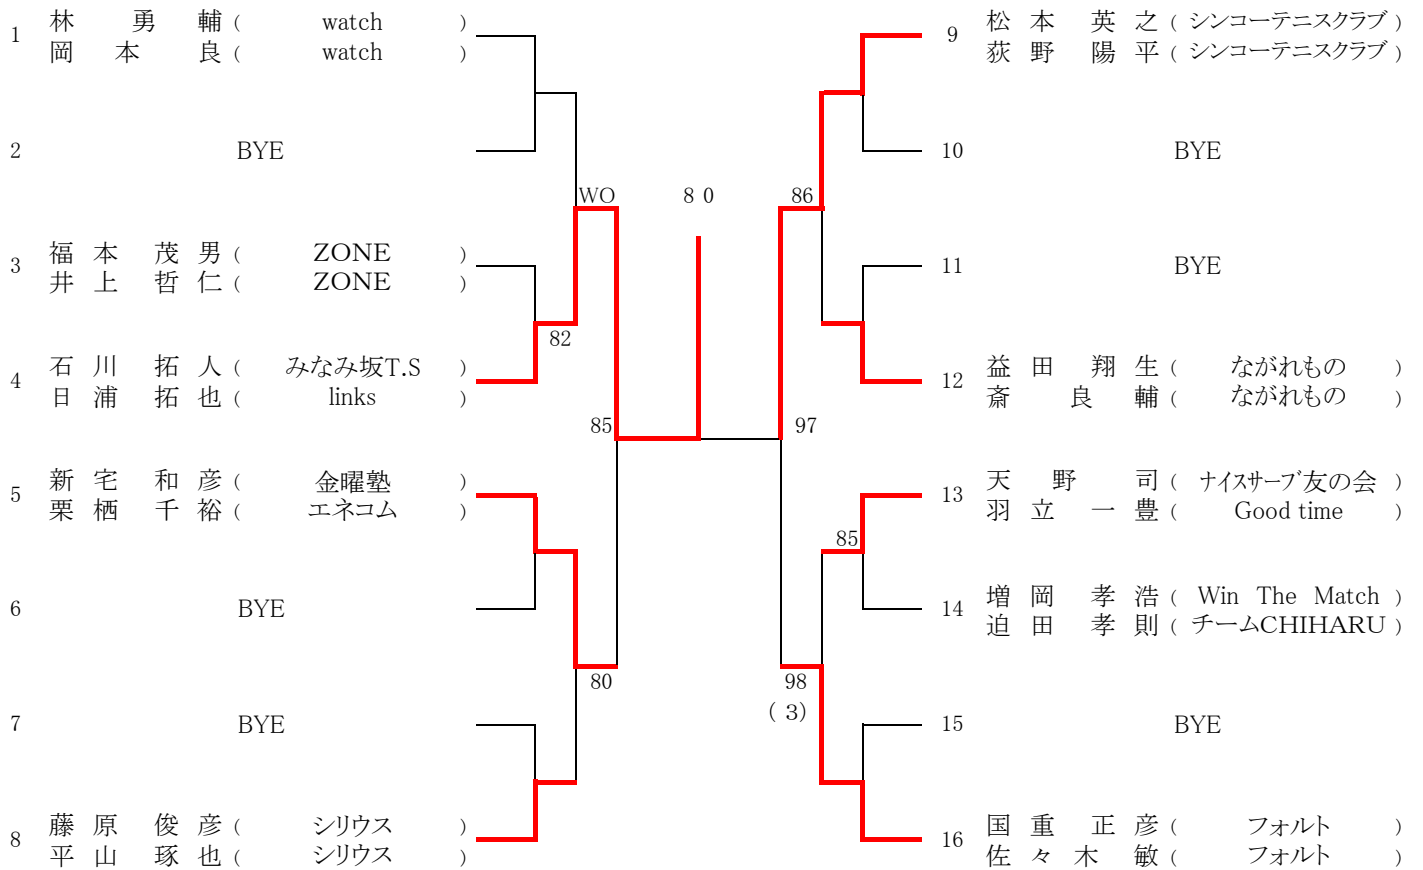 1 林 勇 輔 ( watch )
岡 本 良 ( watch )
2 BYE
WO
3 福 本 茂 男 ( ZONE )
井 上 哲 仁 ( ZONE )
82
4 石 川 拓 人 ( みなみ坂T.S )
日 浦 拓 也 ( links )
85
5 新 宅 和 彦 ( 金曜塾 )
栗 栖 千 裕 ( エネコム )
6 BYE
80
7 BYE
8 藤 原 俊 彦 ( シリウス )
平 山 琢 也 ( シリウス )
8 0
9 松 本 英 之 ( シンコーテニスクラブ )
荻 野 陽 平 ( シンコーテニスクラブ )
10 BYE
86
11 BYE
12 益 田 翔 生 ( ながれもの )
斎 良 輔 ( ながれもの )
97
13 天 野 司 ( ナイスサーブ友の会 )
羽 立 一 豊 ( Good time )
85
14 増 岡 孝 浩 ( Win The Match )
迫 田 孝 則 ( チームCHIHARU )
98
( 3)
15 BYE
16 国 重 正 彦 ( フォルト )
佐 々 木 敏 ( フォルト )